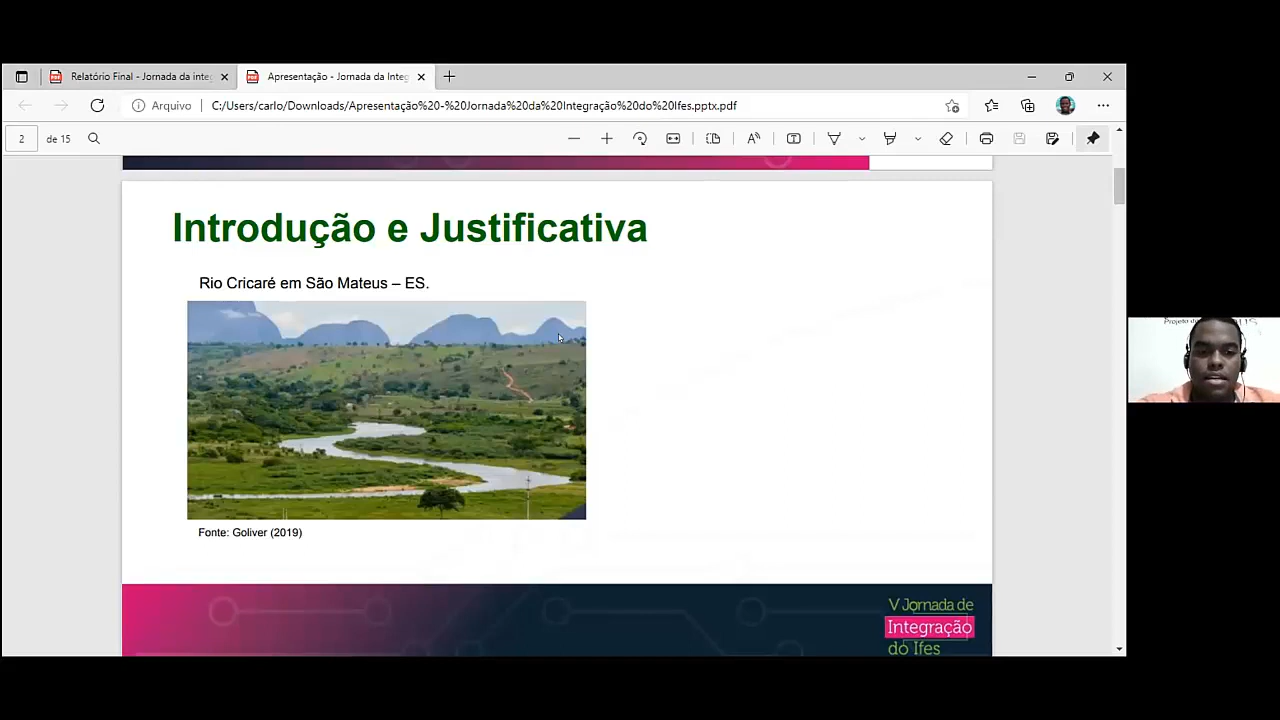 Relatório Final - Jornada da integ
Apresentação - Jornada da Integ
Arquivo
C:/Users/carlo/Downloads/Apresentação%20-%20Jornada%20da%20Integração%20do%20Ifes.pptx.pdf
2 de 15
Introdução e Justificativa
Rio Cricaré em São Mateus – ES.
Fonte: Goliver (2019)
V Jornada de
Integração
do Ifes